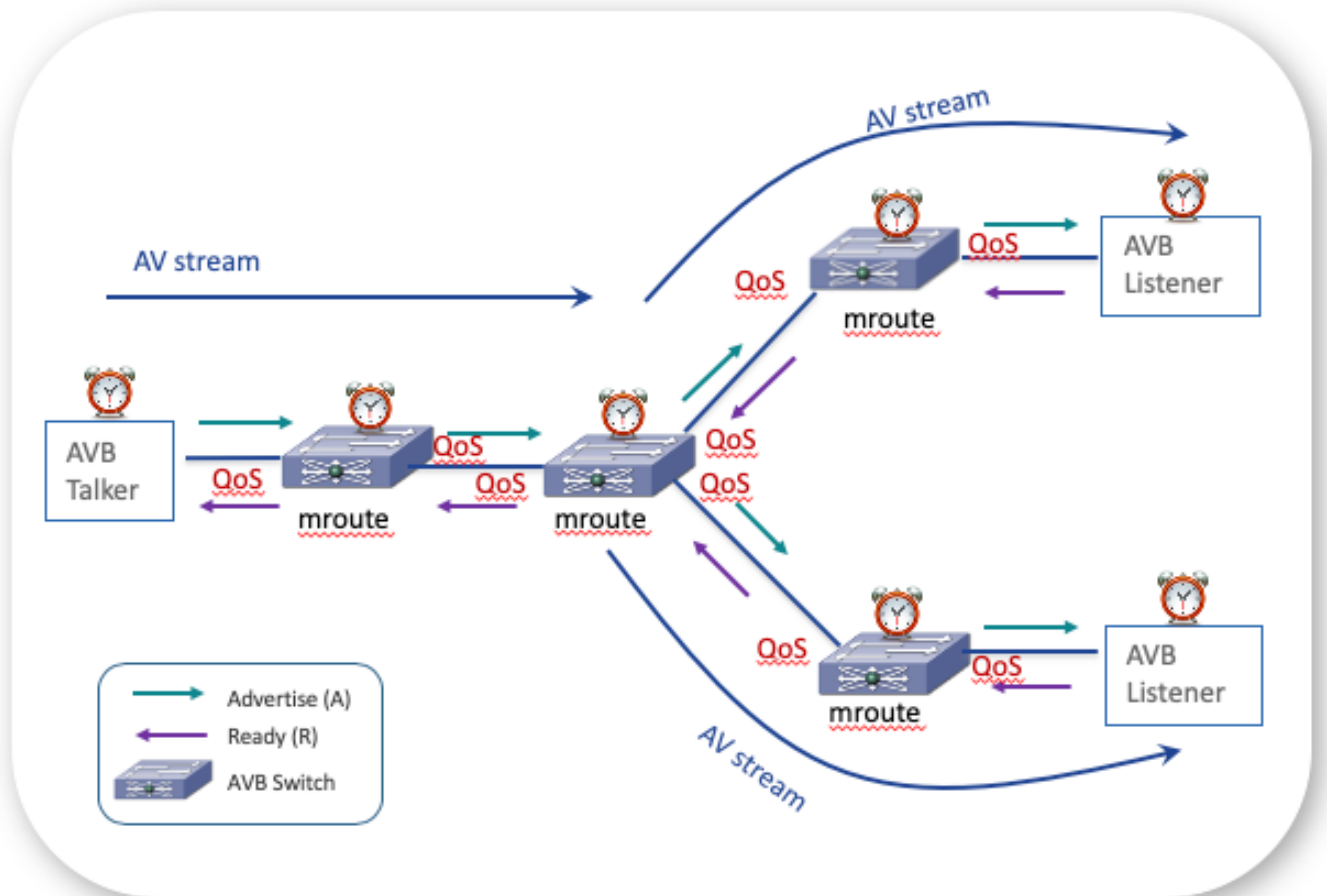 AV stream
AV stream
QoS
AVB
Listener
QoS
mroute
AVB
Talker
QoS
QoS
QoS
QoS
QoS
mroute
mroute
QoS
QoS
AVB
Listener
mroute
AV stream
Advertise (A)
Ready (R)
AVB Switch